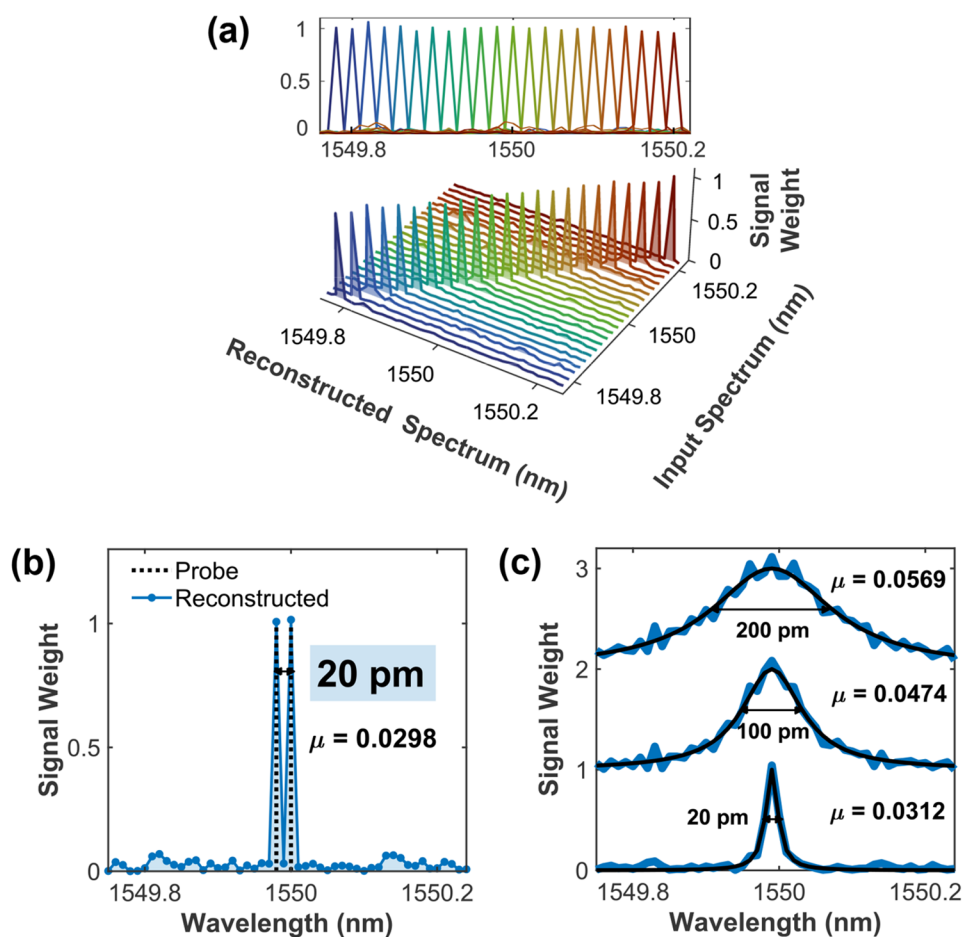 (a)
1
0.5
0
1549.8 1550 1550.2
1
0.5
0
Signal
Weight
1549.8
1550
1550.2
Reconstructed Spectrum (nm)
1550.2
1550
1549.8
Input Spectrum (nm)
(b)
Probe
Reconstructed
1
0.5
0
20 pm
μ = 0.0298
Signal Weight
1549.8 1550 1550.2
Wavelength (nm)
(c)
3
2
1
0
μ = 0.0569
200 pm
μ = 0.0474
100 pm
μ = 0.0312
20 pm
Signal Weight
1549.8 1550 1550.2
Wavelength (nm)